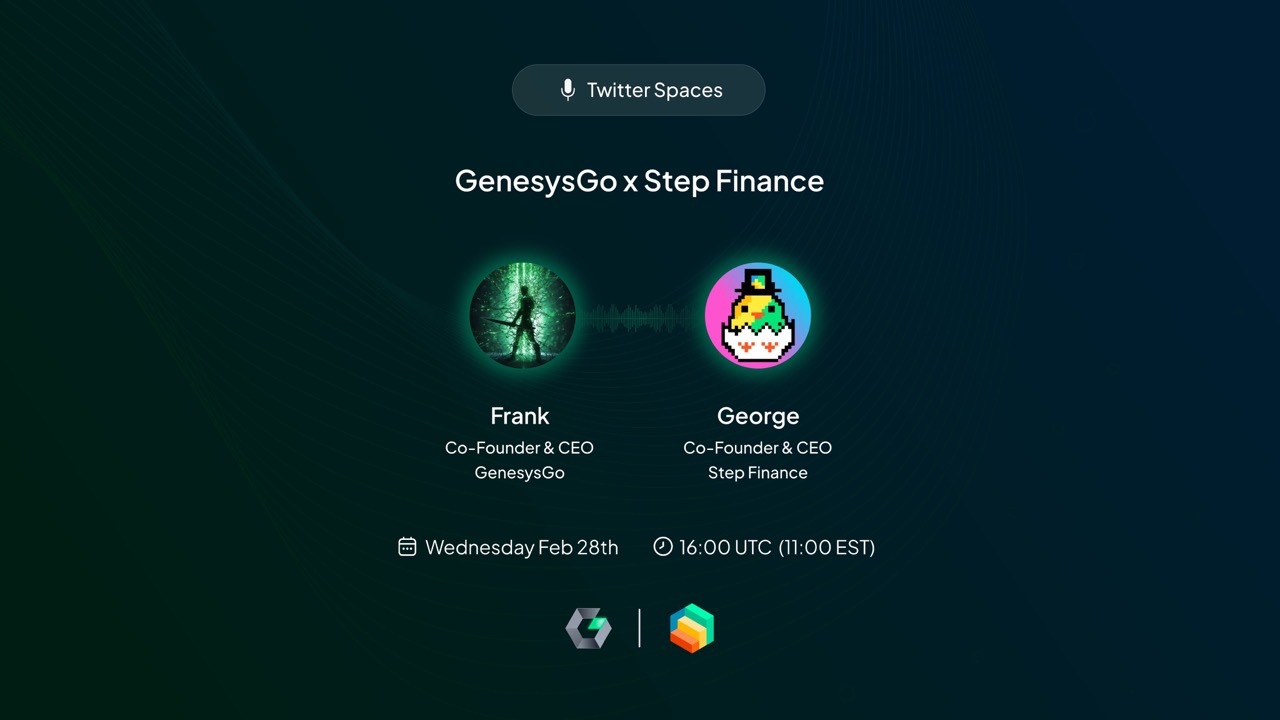 Twitter Spaces
GenesysGo x Step Finance
Frank
Co-Founder & CEO
GenesysGo
George
Co-Founder & CEO
Step Finance
Wednesday Feb 28th
16:00 UTC (11:00 EST)